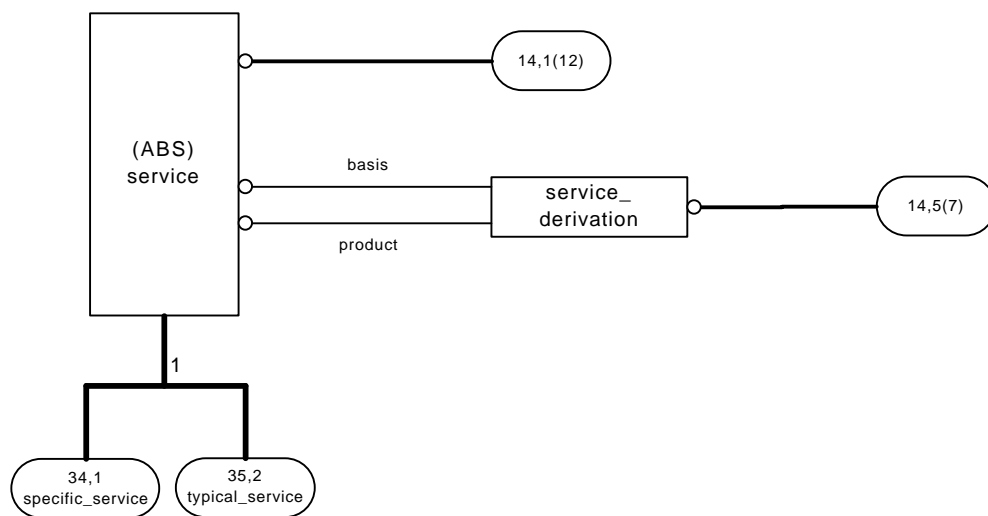 14,1(12)
(ABS)
service
basis
service_
derivation
14,5(7)
product
1
34,1
specific_service
35,2
typical_service